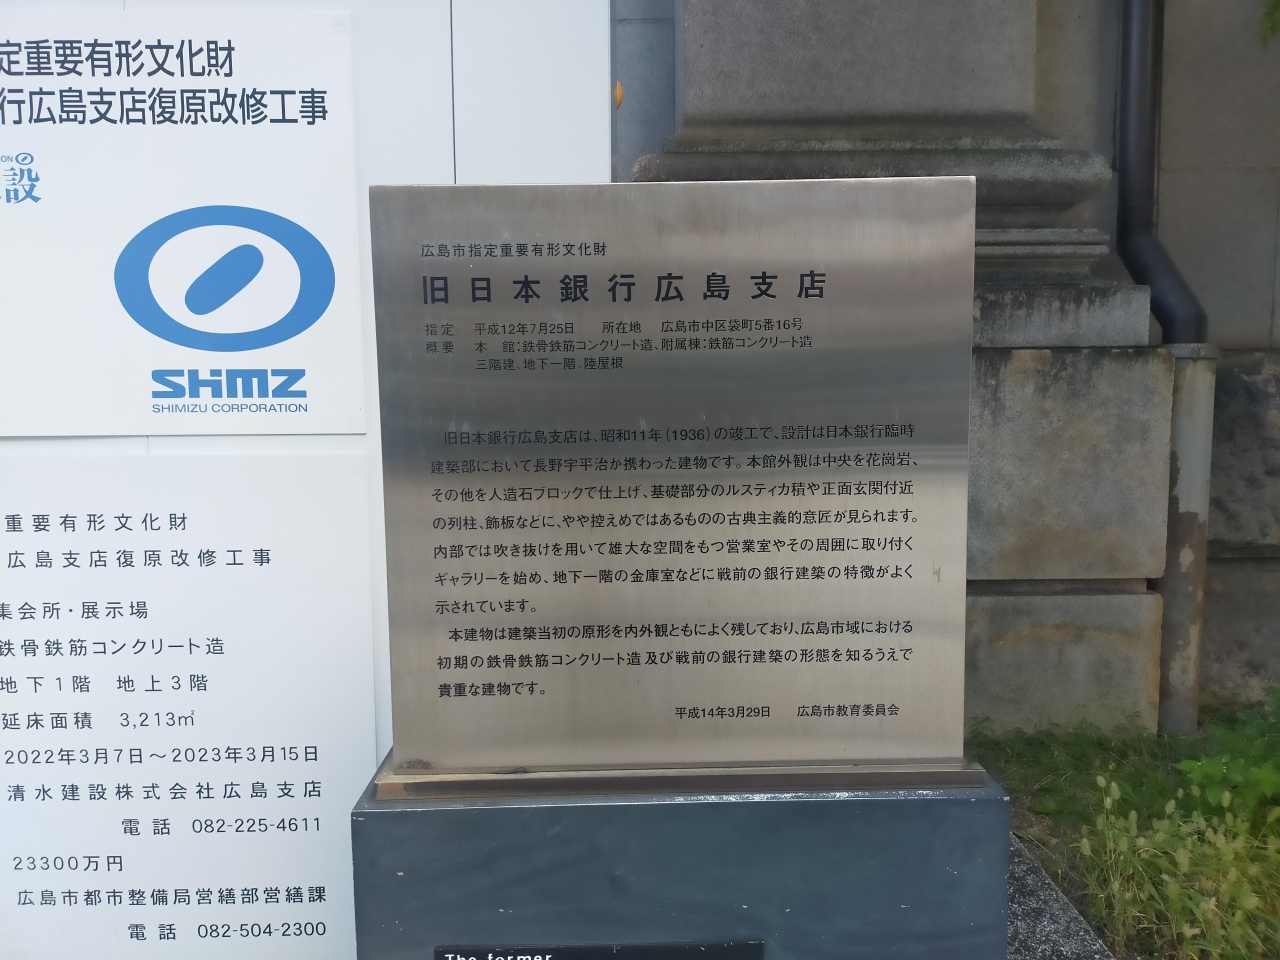 定重要有形文化財
行広島支店復原改修工事
設
SHIMZ
SHIMIZU CORPORATION
重要有形文化財
広島支店復原改修工事
集会所・展示場
鉄骨鉄筋コンクリート造
地下1階 地上3階
延床面積 3,213㎡
2022年3月7日～2023年3月15日
清水建設株式会社広島支店
電話 082-225-4611
23300万円
広島市都市整備局営繕部営繕課
電話 082-504-2300
広島市指定重要有形文化財
旧日本銀行広島支店
指定 平成12年7月25日 所在地 広島市中区袋町5番16号
概要 本 館：鉄骨鉄筋コンクリート造、附属棟：鉄筋コンクリート造
三階建、地下一階、陸屋根
旧日本銀行広島支店は、昭和11年（1936）の竣工で、設計は日本銀行臨時
建築部において長野宇平治が携わった建物です。本館外観は中央を花崗岩、
その他を人造石ブロックで仕上げ、基礎部分のルスティカ積や正面玄関付近
の列柱、飾板などに、やや控えめではあるものの古典主義的意匠が見られます。
内部では吹き抜けを用いて雄大な空間をもつ営業室やその周囲に取り付く
ギャラリーを始め、地下一階の金庫室などに戦前の銀行建築の特徴がよく
示されています。
本建物は建築当初の原形を内外観ともによく残しており、広島市域における
初期の鉄骨鉄筋コンクリート造及び戦前の銀行建築の形態を知るうえで
貴重な建物です。
平成14年3月29日 広島市教育委員会
The former